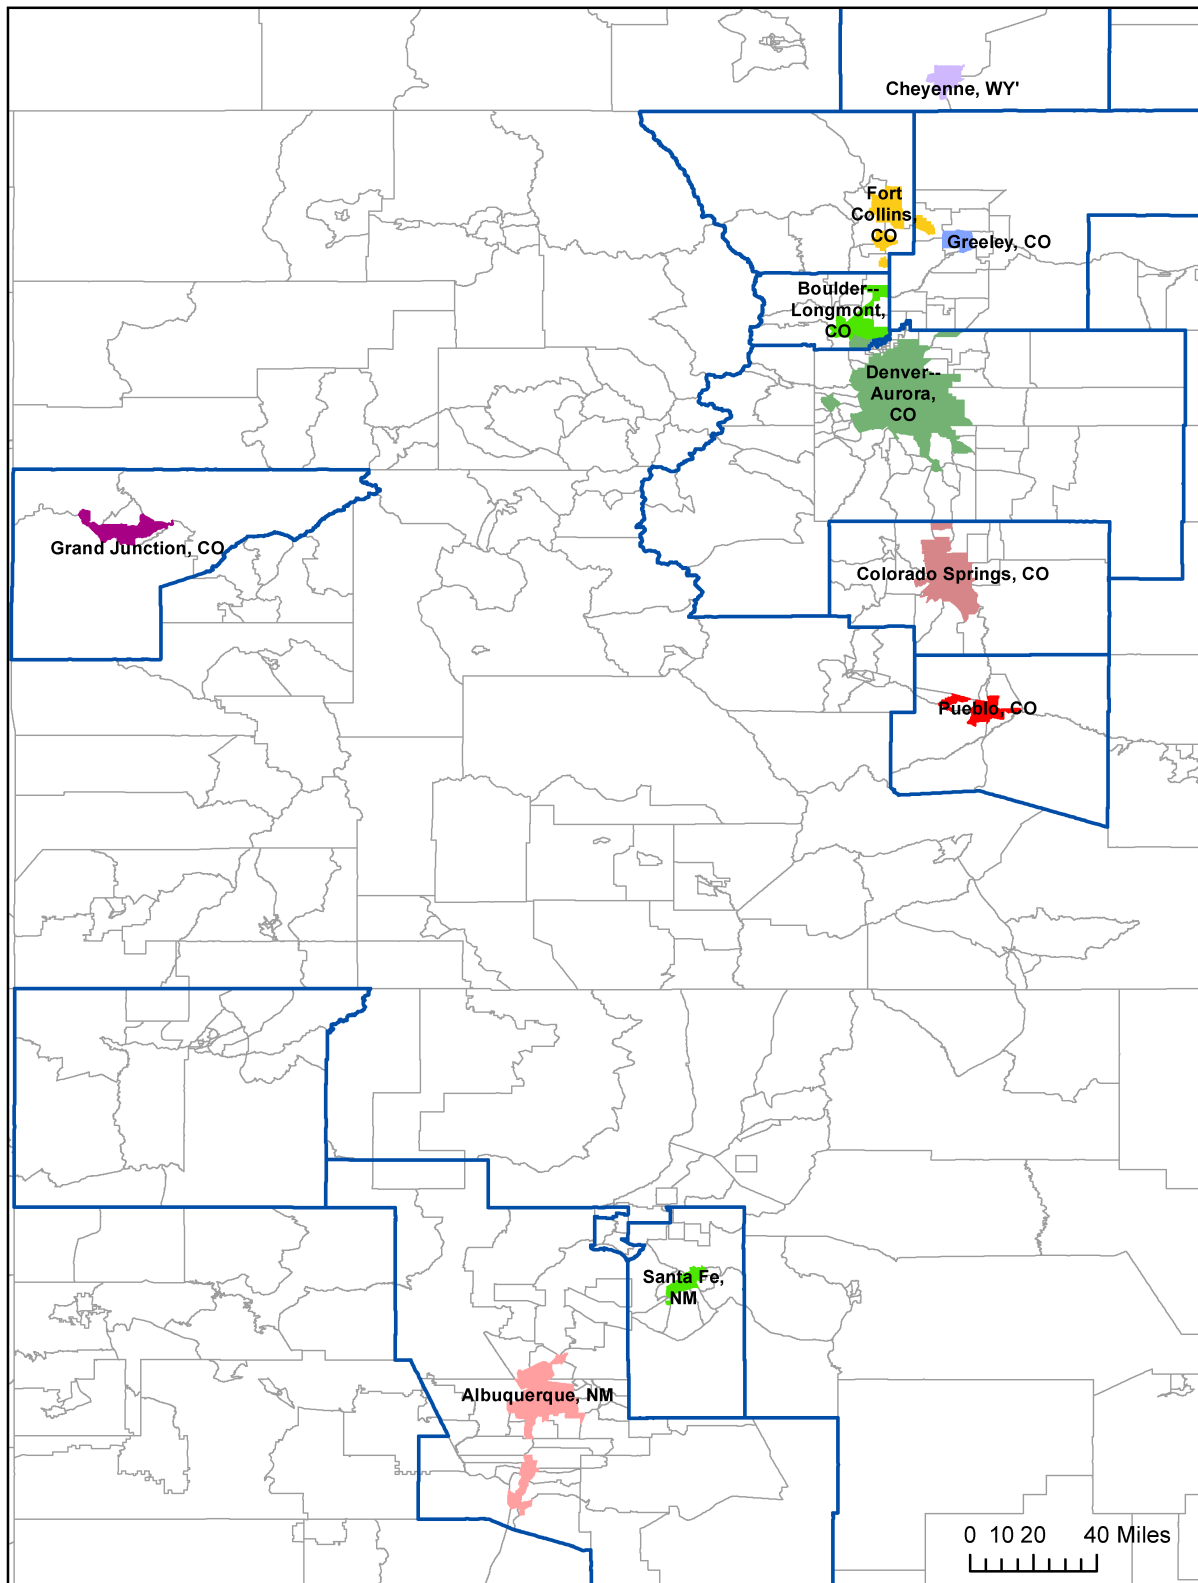 Cheyenne, WY'
Fort
Collins,
CO
Greeley, CO
Boulder--
Longmont,
CO
Denver--
Aurora,
CO
Grand Junction, CO
Colorado Springs, CO
Pueblo, CO
Santa Fe,
NM
Albuquerque, NM
0 10 20 40 Miles